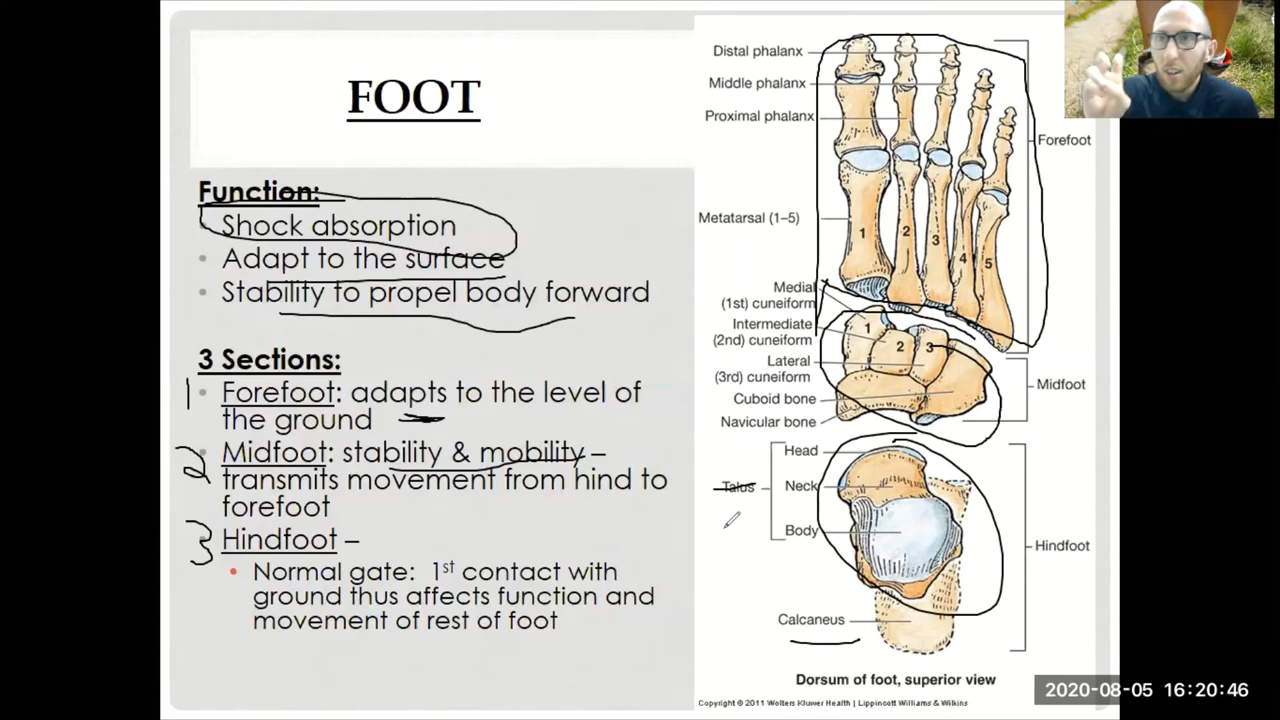 FOOT
Function:
Shock absorption
Adapt to the surface
Stability to propel body forward
3 Sections:
1 Forefoot: adapts to the level of
the ground
2 Midfoot: stability & mobility –
transmits movement from hind to
forefoot
3 Hindfoot –
Normal gate: 1st contact with
ground thus affects function and
movement of rest of foot
Distal phalanx
Middle phalanx
Proximal phalanx
Forefoot
Metatarsal (1–5)
1
2
3
4
5
Medial
(1st) cuneiform
Intermediate
(2nd) cuneiform
Lateral
(3rd) cuneiform
1
2
3
Cuboid bone
Navicular bone
Midfoot
Head
Talus
Neck
Body
Hindfoot
Calcaneus
Dorsum of foot, superior view
Copyright © 2011 Wolters Kluwer Health | Lippincott Williams & Wilkins
2020-08-05 16:20:46